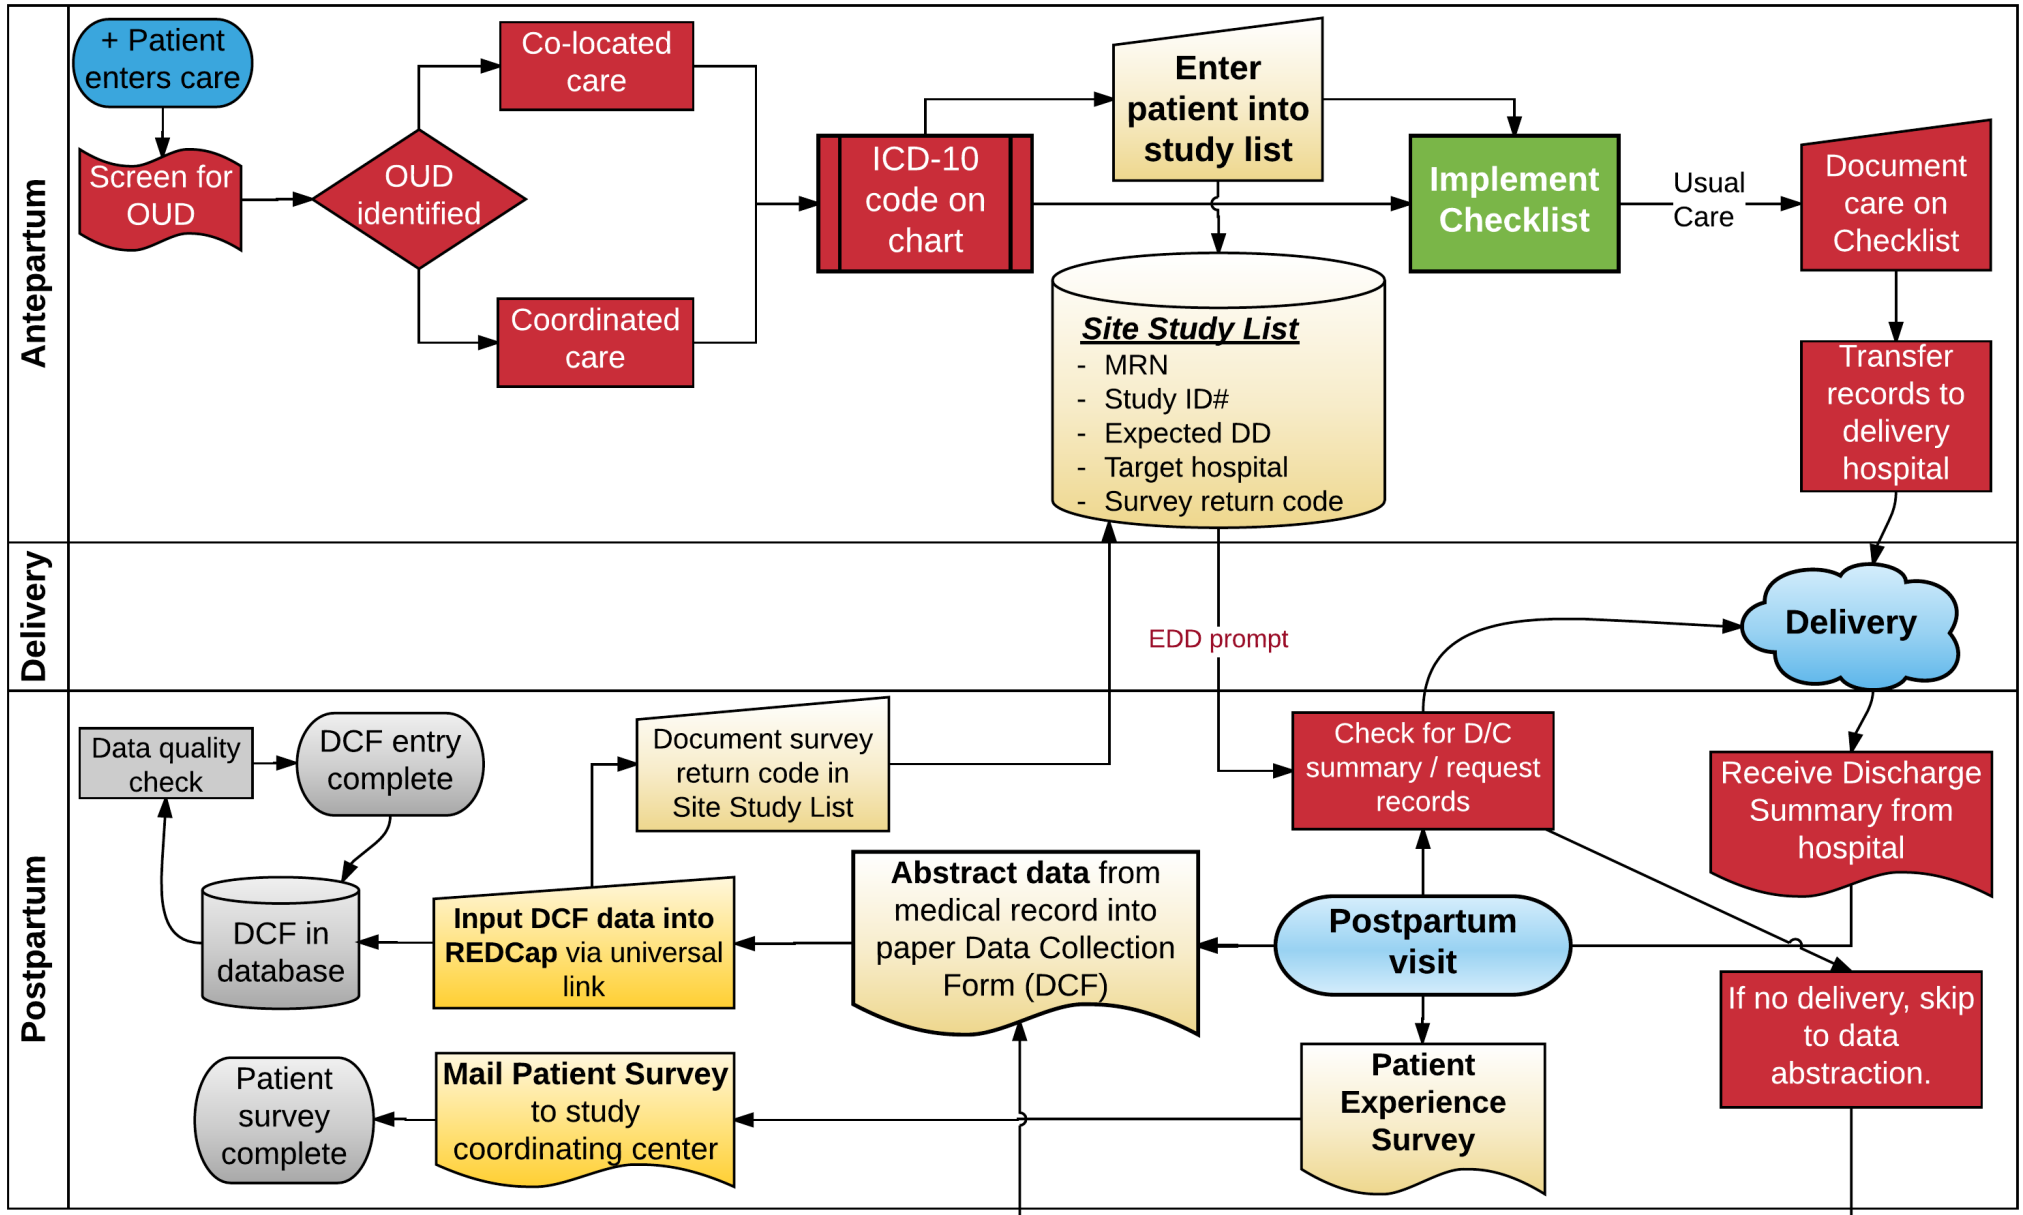 Antepartum
+ Patient
enters care
Screen for
OUD
OUD
identified
Co-located
care
Coordinated
care
ICD-10
code on
chart
Enter
patient into
study list
Implement
Checklist
Usual
Care
Document
care on
Checklist
Transfer
records to
delivery
hospital
Site Study List
- MRN
- Study ID#
- Expected DD
- Target hospital
- Survey return code
Delivery
EDD prompt
Delivery
Postpartum
Data quality
check
DCF entry
complete
Document survey
return code in
Site Study List
Check for D/C
summary / request
records
Receive Discharge
Summary from
hospital
DCF in
database
Input DCF data into
REDCap via universal
link
Abstract data from
medical record into
paper Data Collection
Form (DCF)
Postpartum
visit
If no delivery, skip
to data
abstraction.
Patient
survey
complete
Mail Patient Survey
to study
coordinating center
Patient
Experience
Survey